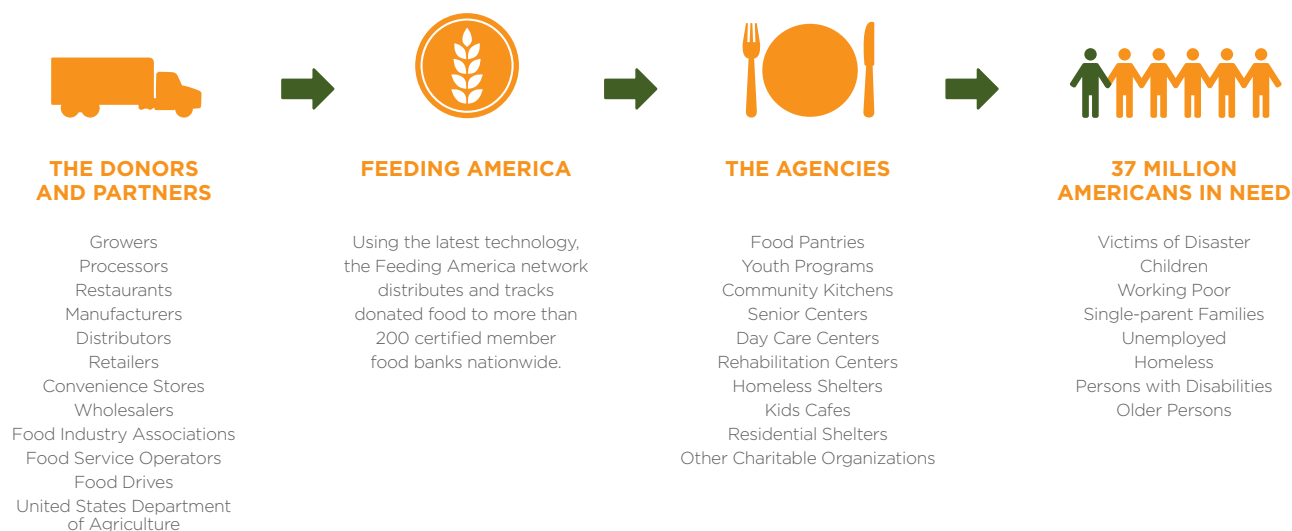 THE DONORS
AND PARTNERS
Growers
Processors
Restaurants
Manufacturers
Distributors
Retailers
Convenience Stores
Wholesalers
Food Industry Associations
Food Service Operators
Food Drives
United States Department
of Agriculture
FEEDING AMERICA
Using the latest technology,
the Feeding America network
distributes and tracks
donated food to more than
200 certified member
food banks nationwide.
THE AGENCIES
Food Pantries
Youth Programs
Community Kitchens
Senior Centers
Day Care Centers
Rehabilitation Centers
Homeless Shelters
Kids Cafes
Residential Shelters
Other Charitable Organizations
37 MILLION
AMERICANS IN NEED
Victims of Disaster
Children
Working Poor
Single-parent Families
Unemployed
Homeless
Persons with Disabilities
Older Persons